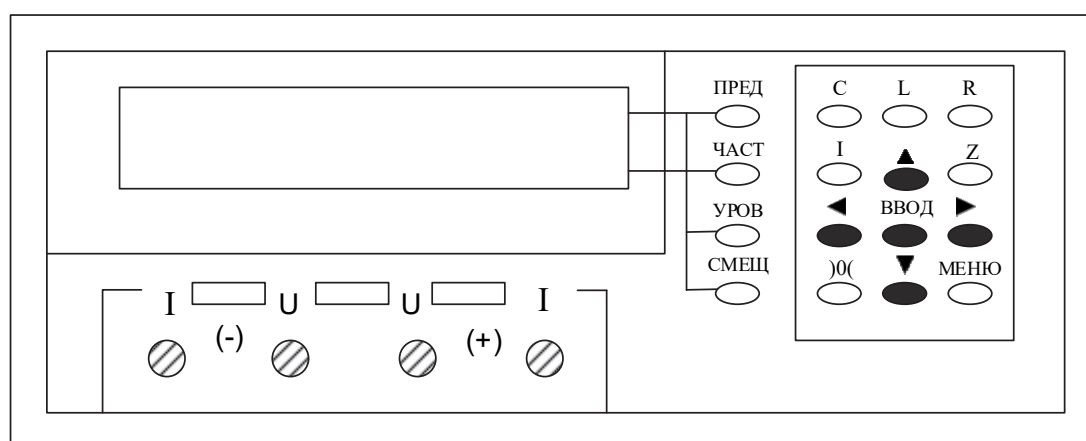 ПРЕД
C L R
ЧАСТ
I Z
УРОВ
ВВОД
СМЕЩ
)0(
МЕНЮ
I U U I
(-) (+)